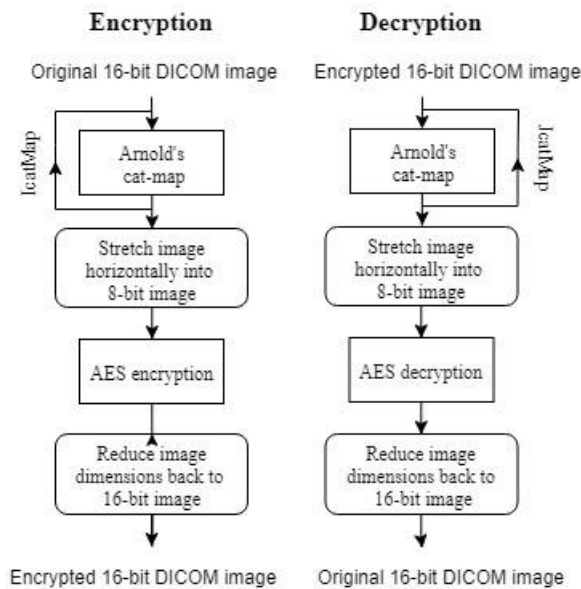 Encryption
Original 16-bit DICOM image
IcatMap
Arnold's
cat-map
Stretch image
horizontally into
8-bit image
AES encryption
Reduce image
dimensions back to
16-bit image
Encrypted 16-bit DICOM image
Decryption
Encrypted 16-bit DICOM image
Arnold's
cat-map
JcatMap
Stretch image
horizontally into
8-bit image
AES decryption
Reduce image
dimensions back to
16-bit image
Original 16-bit DICOM image